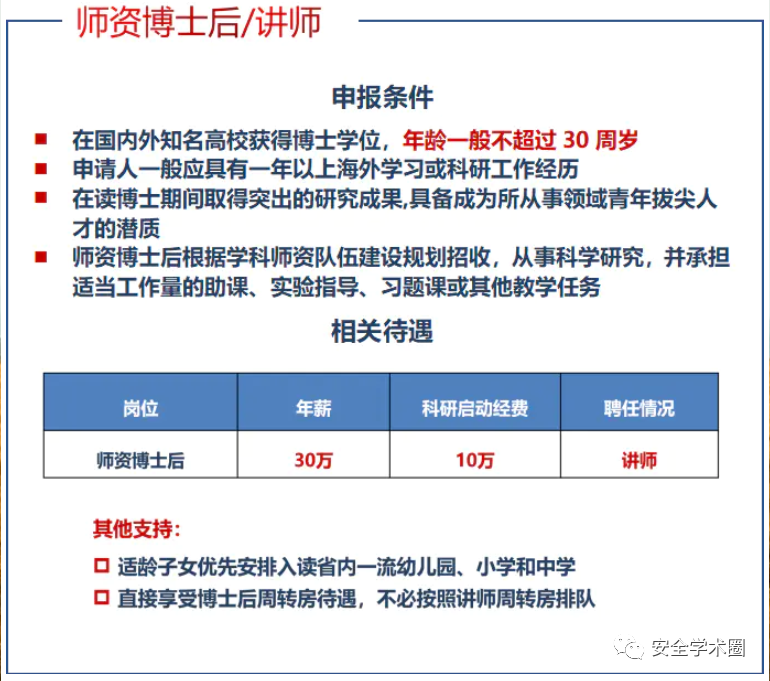 师资博士后/讲师
申报条件
在国内外知名高校获得博士学位，年龄一般不超过 30 周岁
申请人一般应具有一年以上海外学习或科研工作经历
在读博士期间取得突出的研究成果,具备成为所从事领域青年拔尖人
才的潜质
师资博士后根据学科师资队伍建设规划招收，从事科学研究，并承担
适当工作量的助课、实验指导、习题课或其他教学任务
相关待遇
岗位 年薪 科研启动经费 聘任情况
师资博士后 30万 10万 讲师
其他支持：
适龄子女优先安排入读省内一流幼儿园、小学和中学
直接享受博士后周转房待遇，不必按照讲师周转房排队
安全学术圈